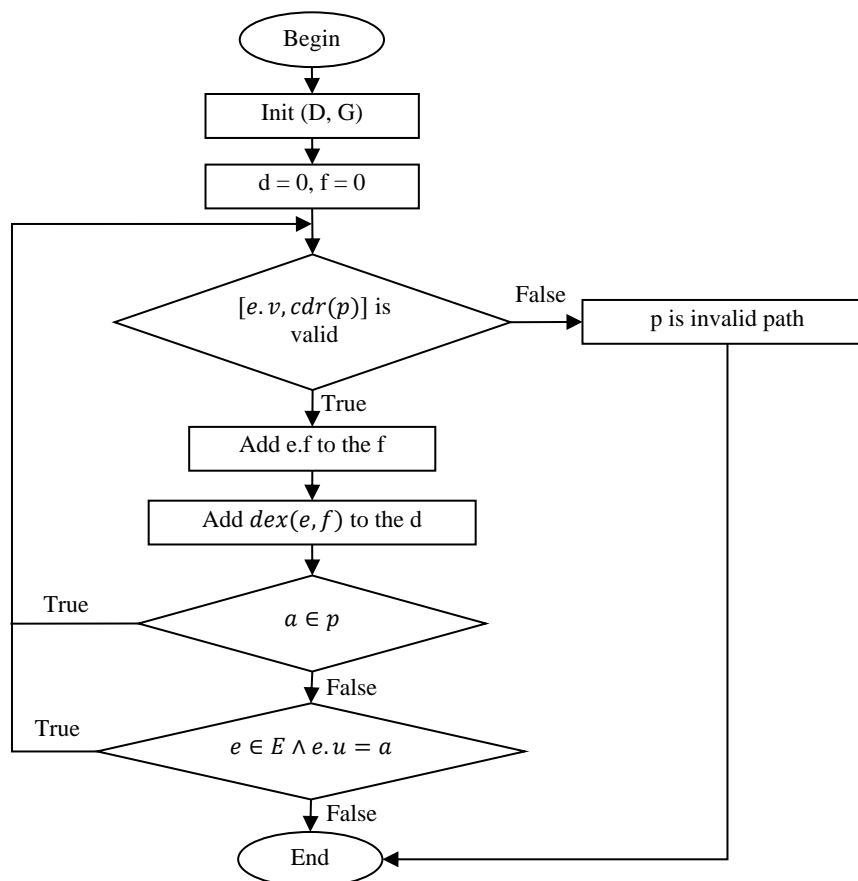 Begin
Init (D, G)
d = 0, f = 0
[e. v, cdr(p)] is
valid
False
p is invalid path
True
Add e.f to the f
Add dex(e, f) to the d
True
a ∈ p
False
True
e ∈ E ∧ e. u = a
False
End